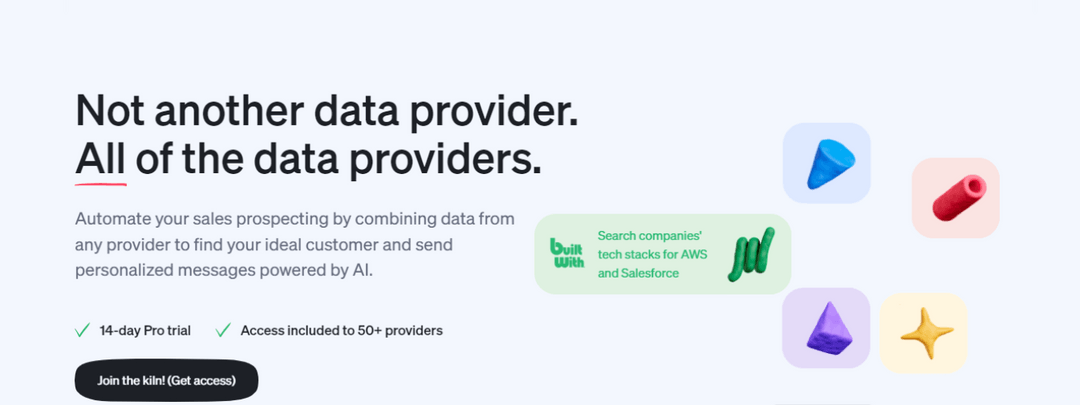 Not another data provider.
All of the data providers.
Automate your sales prospecting by combining data from
any provider to find your ideal customer and send
personalized messages powered by AI.
14-day Pro trial
Access included to 50+ providers
Join the kiln! (Get access)
built
With
Search companies'
tech stacks for AWS
and Salesforce